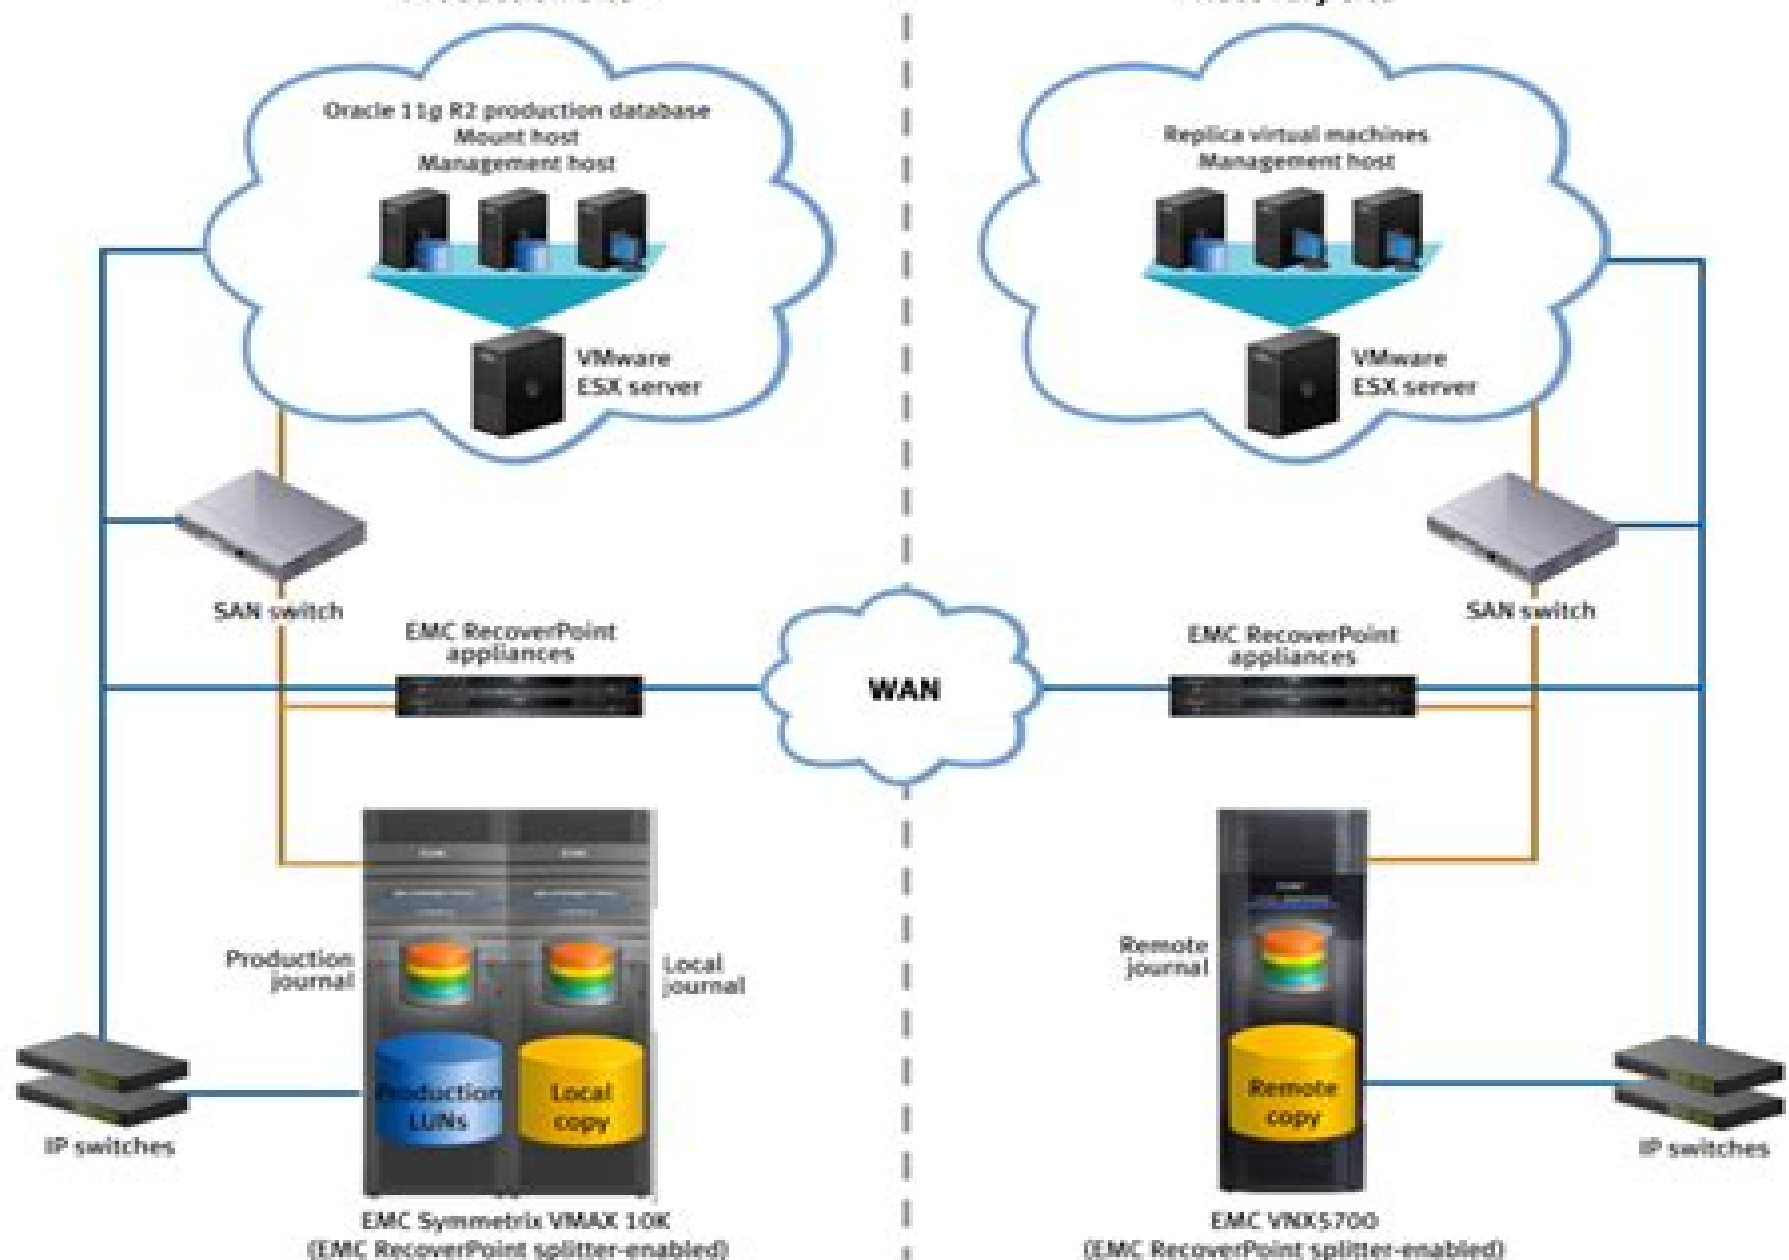 Oracle 11g R2 production database
Mount host
Management host
VMware
ESX server
SAN switch
EMC RecoverPoint
appliances
Production
journal
Local
journal
Production
LUNs
Local
copy
IP switches
EMC Symmetrix VMAX 10K
(EMC RecoverPoint splitter-enabled)
WAN
Replica virtual machines
Management host
VMware
ESX server
SAN switch
EMC RecoverPoint
appliances
Remote
journal
Remote
copy
IP switches
EMC VNX5700
(EMC RecoverPoint splitter-enabled)